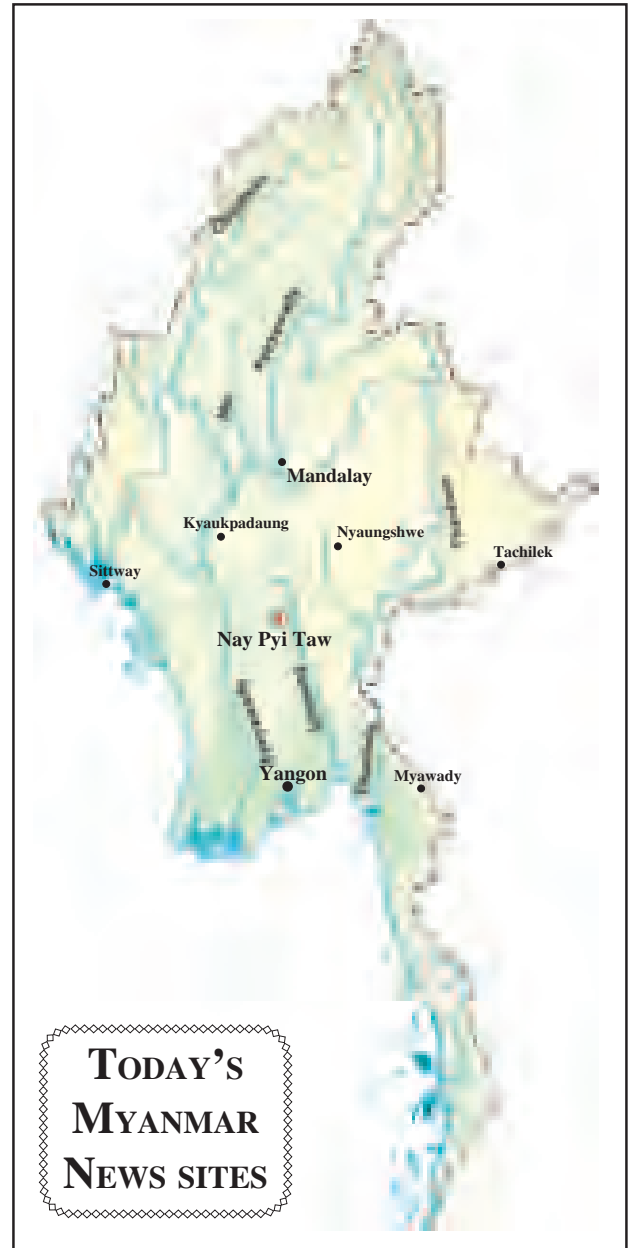 Mandalay
Kyaukpadaung
Nyaungshwe
Tachilek
Sittway
Nay Pyi Taw
Yangon
Myawady
TODAY'S
MYANMAR
NEWS SITES